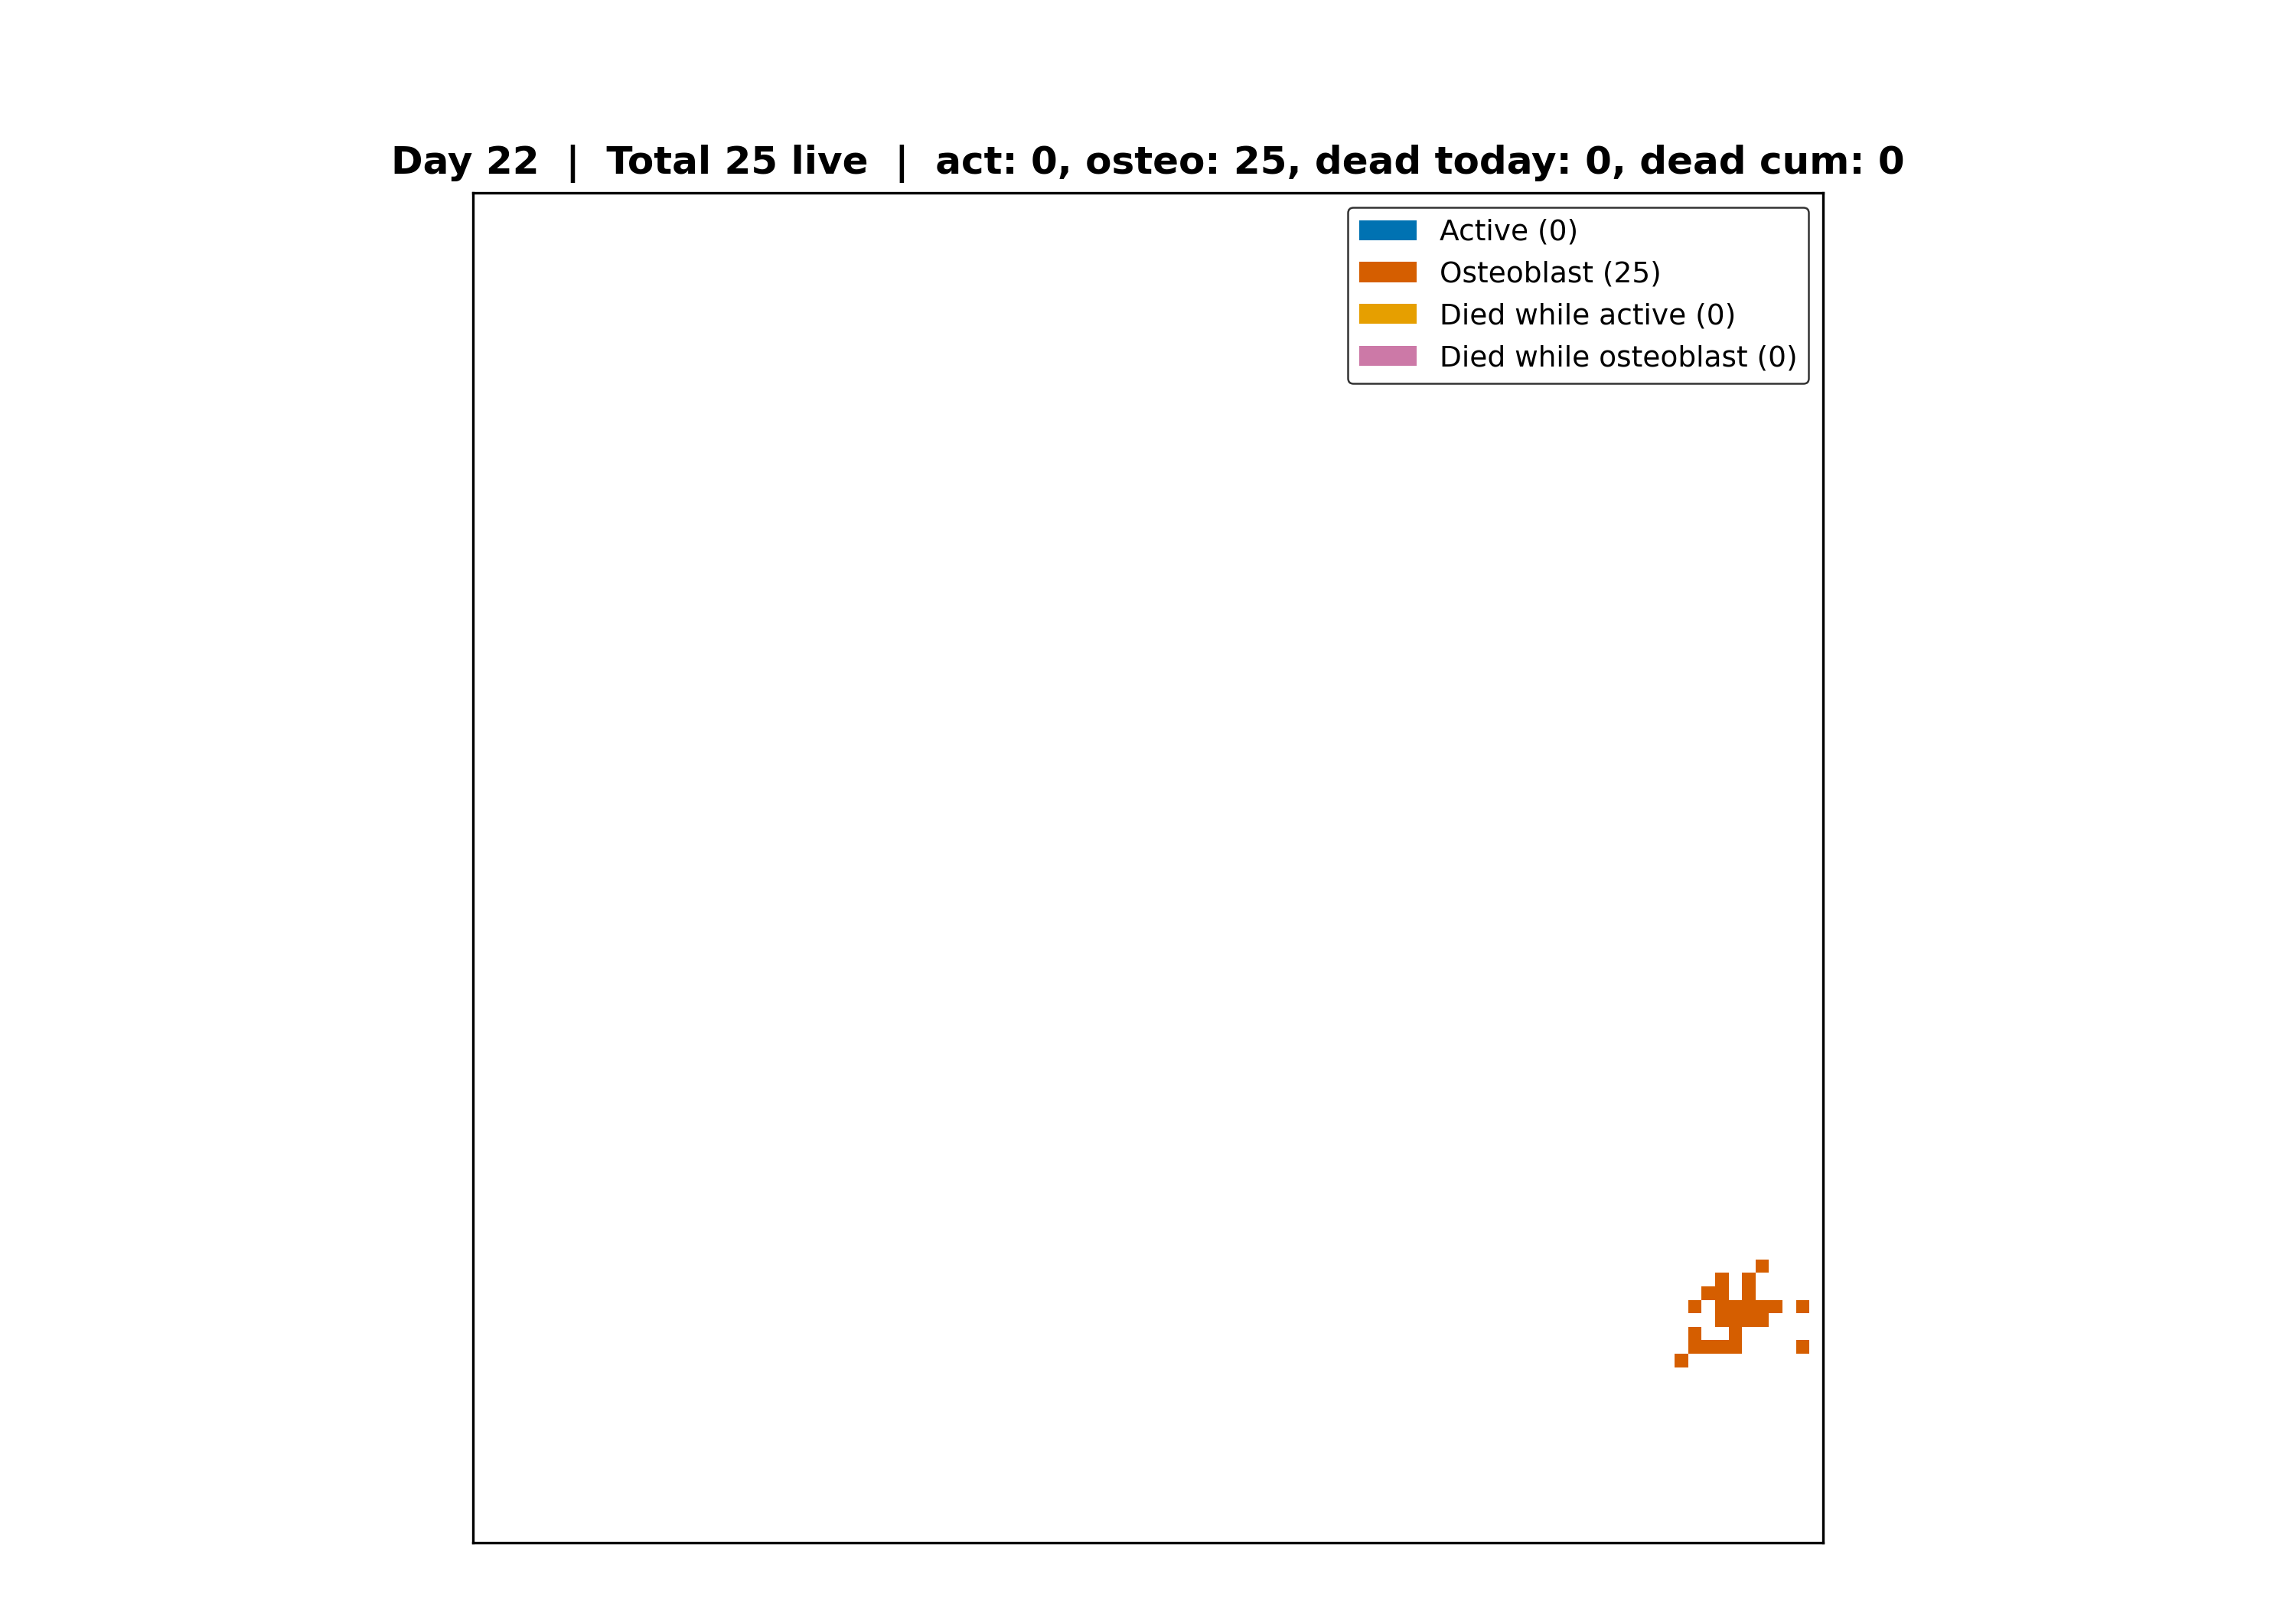 Day 22 | Total 25 live | act: 0, osteo: 25, dead today: 0, dead cum: 0
Active (0)
Osteoblast (25)
Died while active (0)
Died while osteoblast (0)